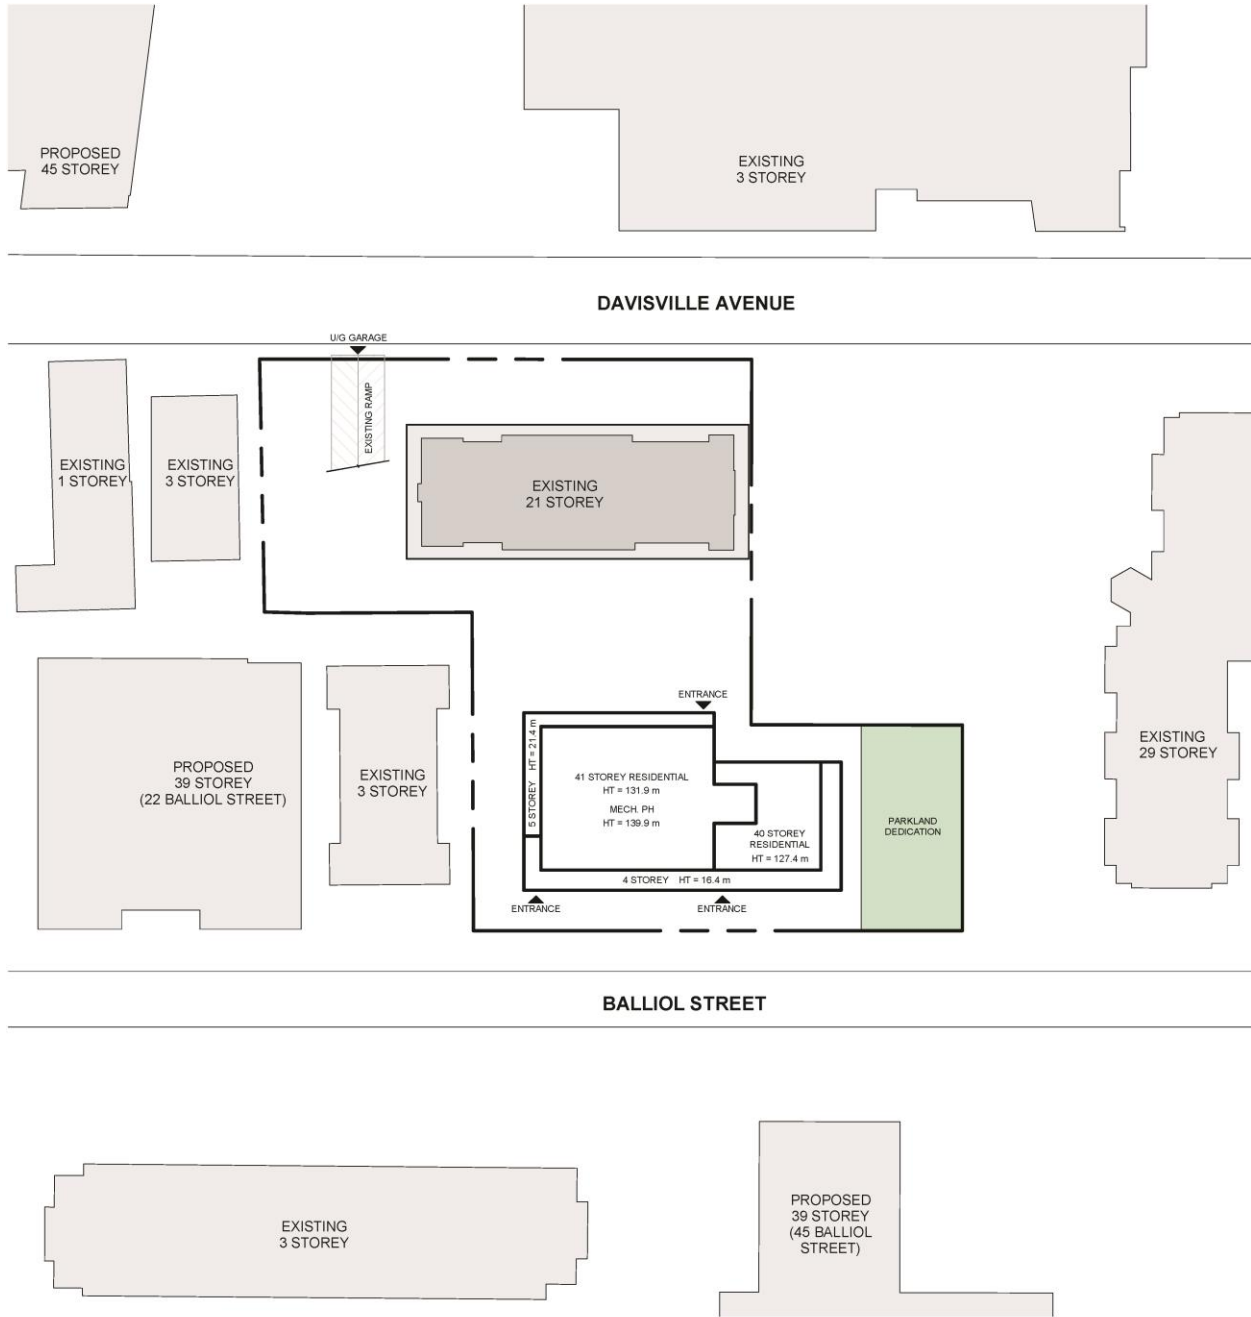 PROPOSED
45 STOREY
EXISTING
3 STOREY
DAVISVILLE AVENUE
U/G GARAGE
EXISTING RAMP
EXISTING
1 STOREY
EXISTING
3 STOREY
EXISTING
21 STOREY
ENTRANCE
PROPOSED
39 STOREY
(22 BALLIOL STREET)
EXISTING
3 STOREY
5 STOREY HT = 21.4 m
41 STOREY RESIDENTIAL
HT = 131.9 m
MECH. PH
HT = 139.9 m
40 STOREY
RESIDENTIAL
HT = 127.4 m
4 STOREY HT = 16.4 m
ENTRANCE
ENTRANCE
PARKLAND
DEDICATION
EXISTING
29 STOREY
BALLIOL STREET
EXISTING
3 STOREY
PROPOSED
39 STOREY
(45 BALLIOL
STREET)